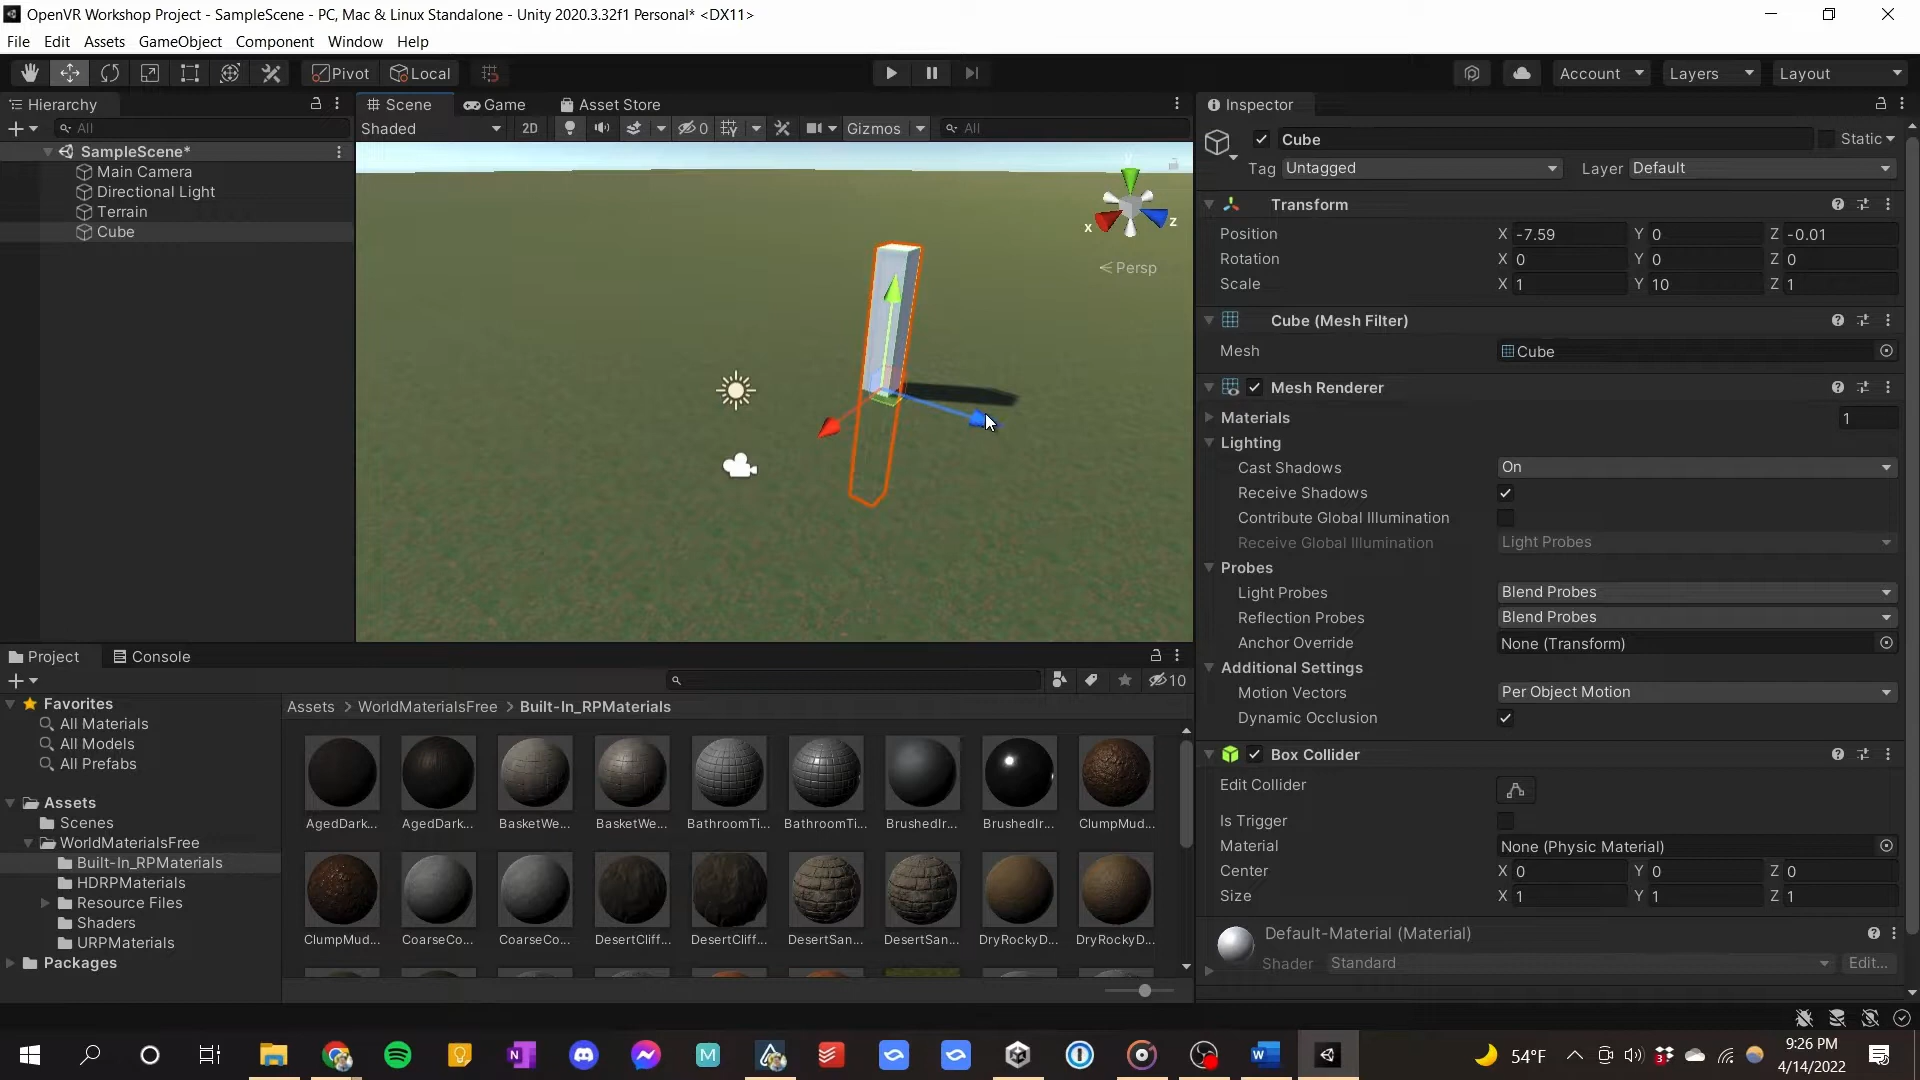 OpenVR Workshop Project - SampleScene - PC, Mac & Linux Standalone - Unity 2020.3.32f1 Personal* <DX11>
File Edit Assets GameObject Component Window Help
Pivot Local Account Layers Layout
Hierarchy
All
SampleScene*
Main Camera
Directional Light
Terrain
Cube
Scene Game Asset Store
Shaded 2D 0 Gizmos All
y
x z
Persp
Inspector
Cube Static
Tag Untagged Layer Default
Transform
Position X -7.59 Y 0 Z -0.01
Rotation X 0 Y 0 Z 0
Scale X 1 Y 10 Z 1
Cube (Mesh Filter)
Mesh Cube
Mesh Renderer
Materials 1
Lighting
Cast Shadows On
Receive Shadows
Contribute Global Illumination
Receive Global Illumination Light Probes
Probes
Light Probes Blend Probes
Reflection Probes Blend Probes
Anchor Override None (Transform)
Additional Settings
Motion Vectors Per Object Motion
Dynamic Occlusion
Box Collider
Edit Collider
Is Trigger
Material None (Physic Material)
Center X 0 Y 0 Z 0
Size X 1 Y 1 Z 1
Default-Material (Material)
Shader Standard Edit...
Project Console
10
Favorites
All Materials
All Models
All Prefabs
Assets
Scenes
WorldMaterialsFree
Built-In_RPMaterials
HDRPMaterials
Resource Files
Shaders
URPMaterials
Packages
Assets > WorldMaterialsFree > Built-In_RPMaterials
AgedDark... AgedDark... BasketWe... BasketWe... BathroomTi... BathroomTi... BrushedIr... BrushedIr... ClumpMud...
ClumpMud... CoarseCo... CoarseCo... DesertCliff... DesertCliff... DesertSan... DesertSan... DryRockyD... DryRockyD...
54°F
9:26 PM
4/14/2022